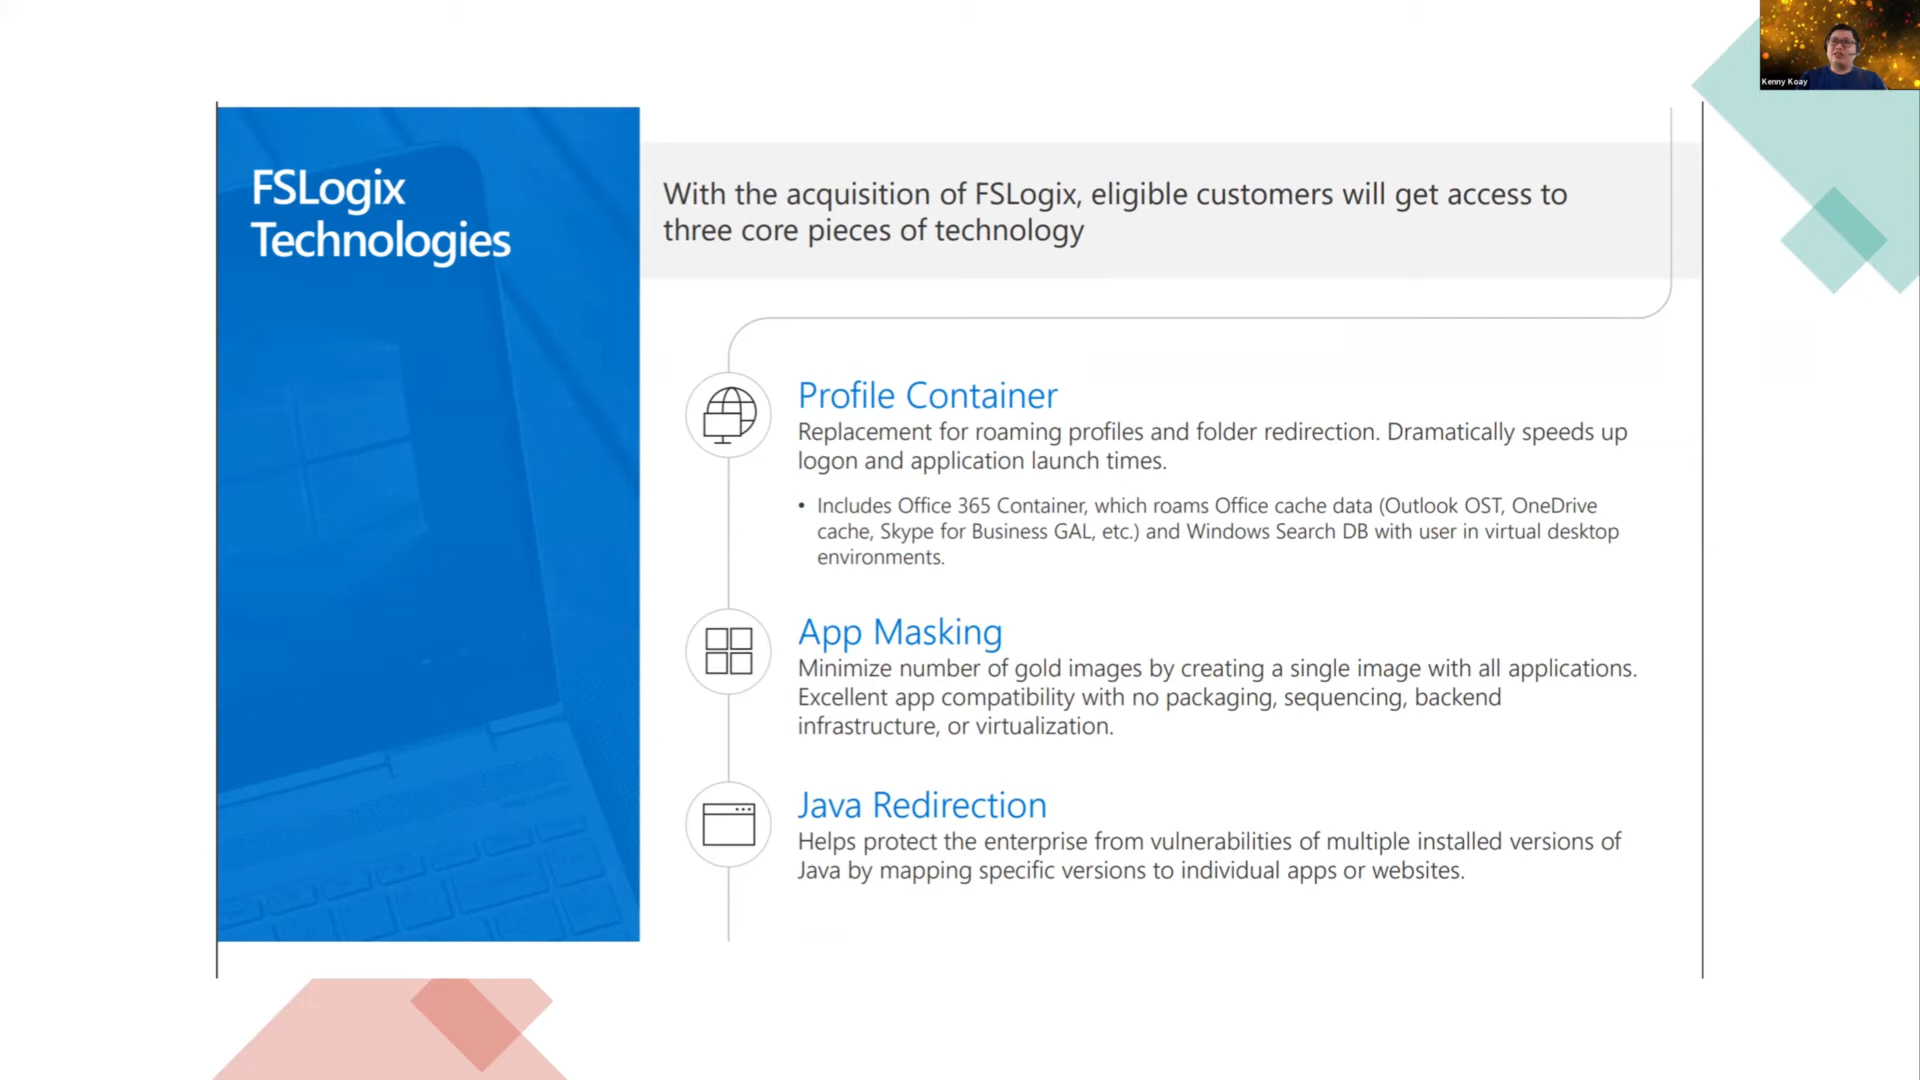 Kenny Koay
FSLogix
Technologies
With the acquisition of FSLogix, eligible customers will get access to
three core pieces of technology
Profile Container
Replacement for roaming profiles and folder redirection. Dramatically speeds up
logon and application launch times.
• Includes Office 365 Container, which roams Office cache data (Outlook OST, OneDrive
cache, Skype for Business GAL, etc.) and Windows Search DB with user in virtual desktop
environments.
App Masking
Minimize number of gold images by creating a single image with all applications.
Excellent app compatibility with no packaging, sequencing, backend
infrastructure, or virtualization.
Java Redirection
Helps protect the enterprise from vulnerabilities of multiple installed versions of
Java by mapping specific versions to individual apps or websites.